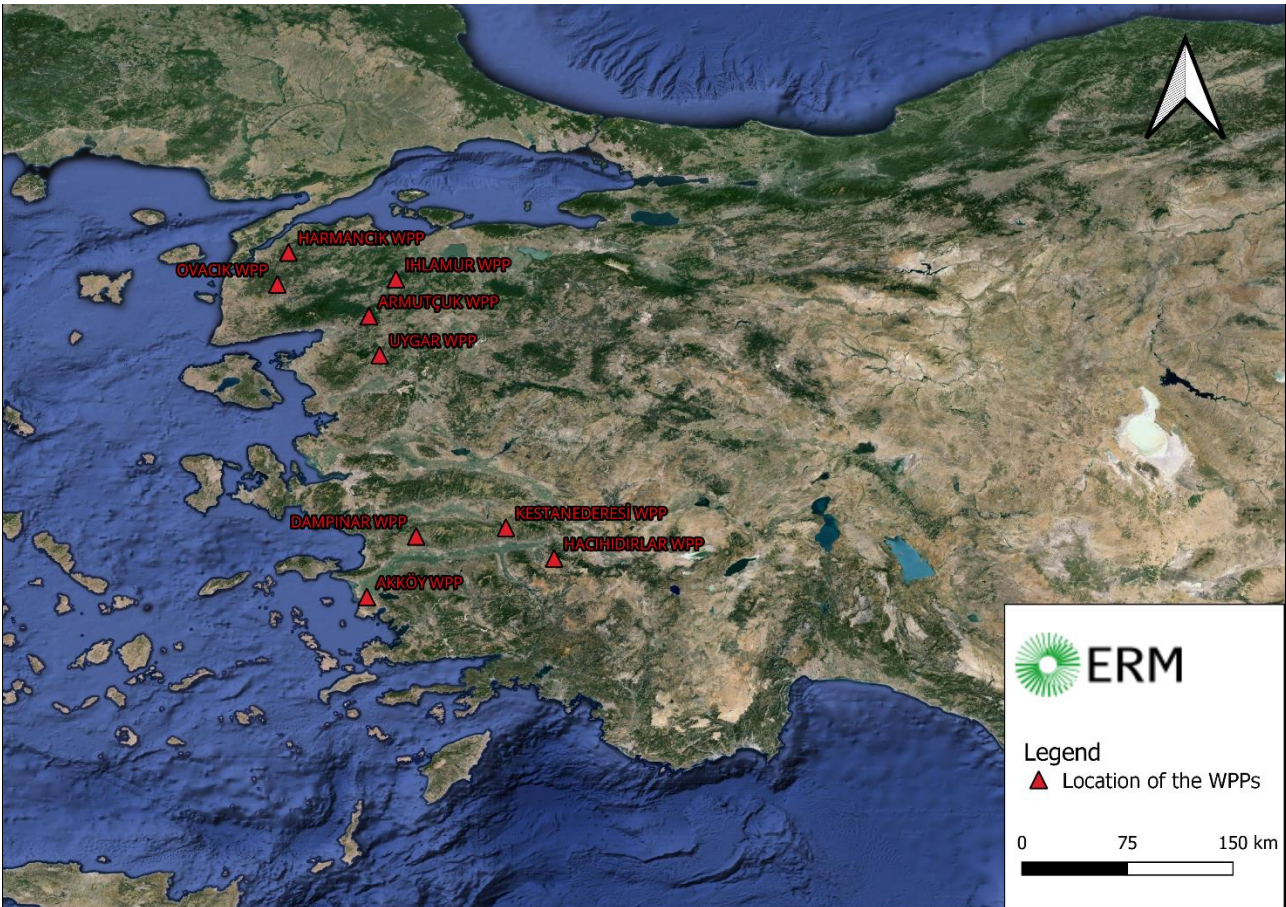 HARMANCIK WPP
OVACIK WPP
IHLAMUR WPP
ARMUTÇUK WPP
UYGAR WPP
KESTANEDERESİ WPP
DAMPINAR WPP
HACIHIDIRLAR WPP
AKKÖY WPP
ERM
Legend
Location of the WPPs
0 75 150 km